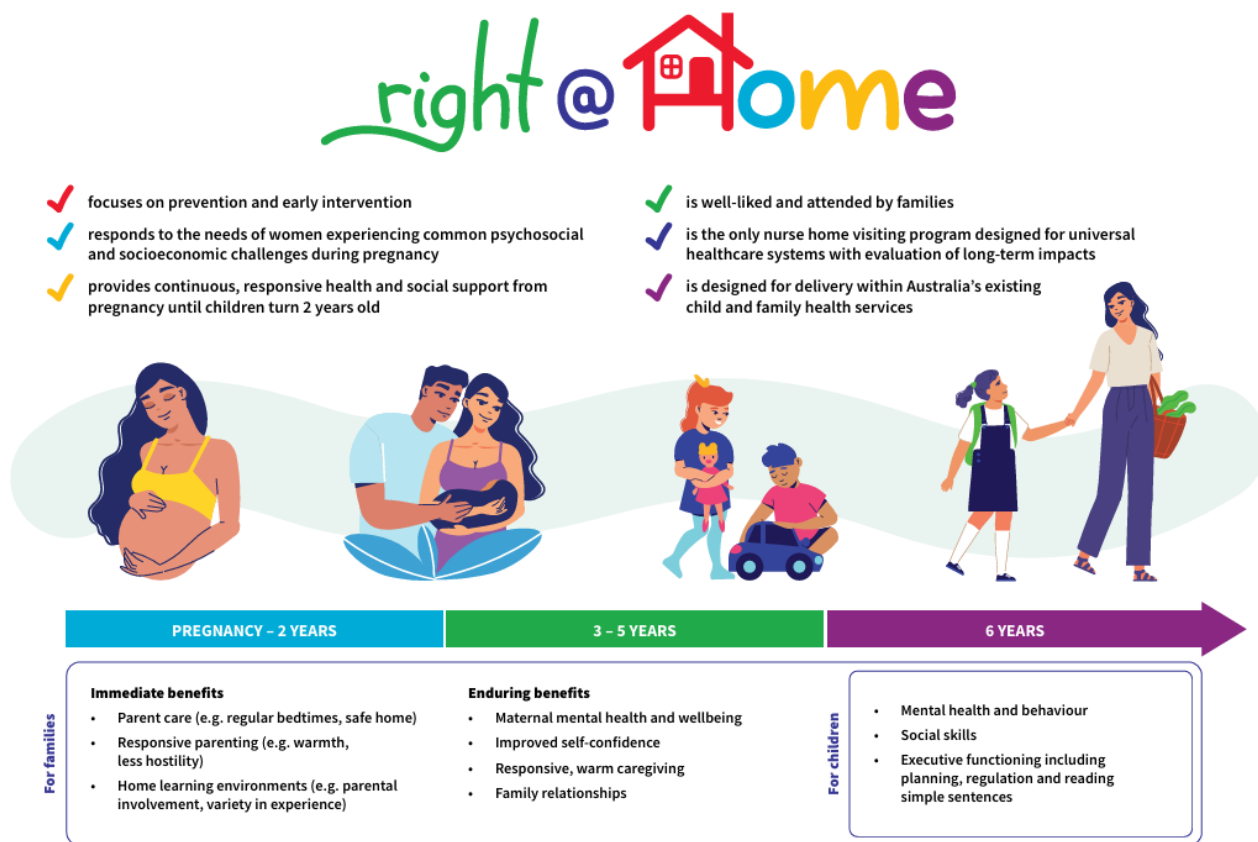 right @ Home
focuses on prevention and early intervention
responds to the needs of women experiencing common psychosocial
and socioeconomic challenges during pregnancy
provides continuous, responsive health and social support from
pregnancy until children turn 2 years old
is well-liked and attended by families
is the only nurse home visiting program designed for universal
healthcare systems with evaluation of long-term impacts
is designed for delivery within Australia's existing
child and family health services
PREGNANCY – 2 YEARS
3 – 5 YEARS
6 YEARS
For families
Immediate benefits
• Parent care (e.g. regular bedtimes, safe home)
• Responsive parenting (e.g. warmth,
less hostility)
• Home learning environments (e.g. parental
involvement, variety in experience)
Enduring benefits
• Maternal mental health and wellbeing
• Improved self-confidence
• Responsive, warm caregiving
• Family relationships
For children
• Mental health and behaviour
• Social skills
• Executive functioning including
planning, regulation and reading
simple sentences